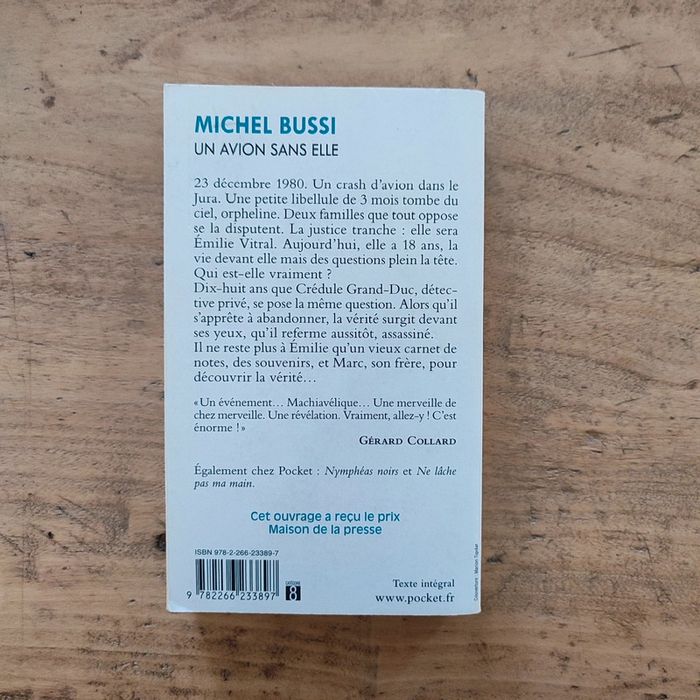 MICHEL BUSSI
UN AVION SANS ELLE
23 décembre 1980. Un crash d'avion dans le
Jura. Une petite libellule de 3 mois tombe du
ciel, orpheline. Deux familles que tout oppose
se la disputent. La justice tranche : elle sera
Émilie Vitral. Aujourd'hui, elle a 18 ans, la
vie devant elle mais des questions plein la tête.
Qui est-elle vraiment ?
Dix-huit ans que Crédule Grand-Duc, détec-
tive privé, se pose la même question. Alors qu'il
s'apprête à abandonner, la vérité surgit devant
ses yeux, qu'il referme aussitôt, assassiné.
Il ne reste plus à Émilie qu'un vieux carnet de
notes, des souvenirs, et Marc, son frère, pour
découvrir la vérité…
« Un événement… Machiavélique… Une merveille de
chez merveille. Une révélation. Vraiment, allez-y ! C'est
énorme ! »
GÉRARD COLLARD
Également chez Pocket : Nymphéas noirs et Ne lâche
pas ma main.
Cet ouvrage a reçu le prix
Maison de la presse
ISBN 978-2-266-23389-7
9 782266 233897
CATÉGORIE
8
Texte intégral
www.pocket.fr